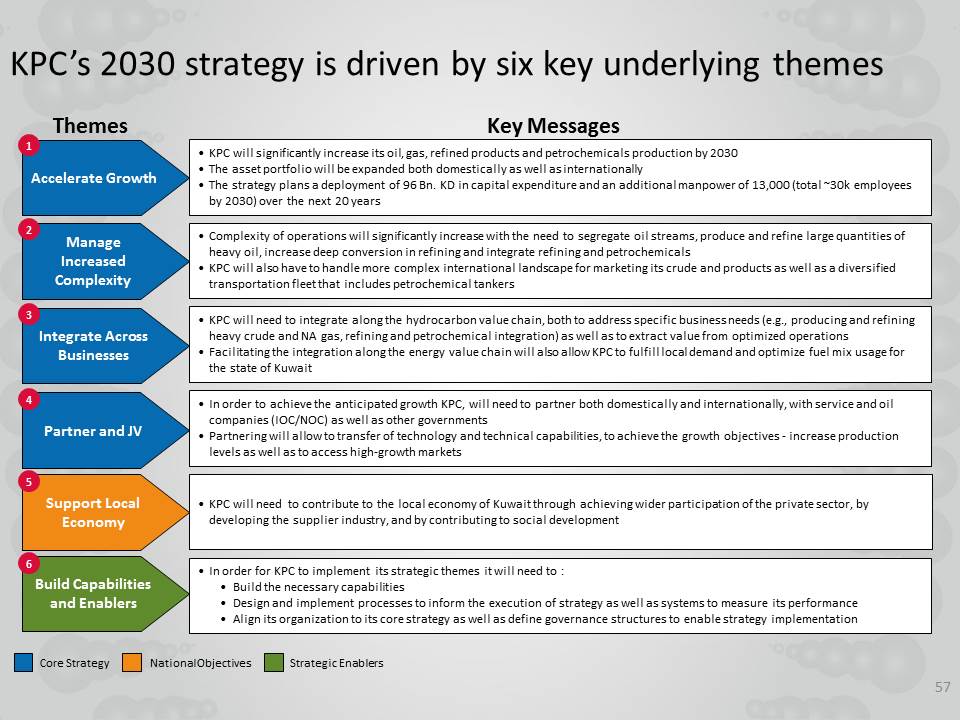 KPC’s 2030 strategy is driven by six key underlying themes
Themes
Key Messages
1
Accelerate Growth
• KPC will significantly increase its oil, gas, refined products and petrochemicals production by 2030
• The asset portfolio will be expanded both domestically as well as internationally
• The strategy plans a deployment of 96 Bn. KD in capital expenditure and an additional manpower of 13,000 (total ~30k employees
by 2030) over the next 20 years
2
Manage
Increased
Complexity
• Complexity of operations will significantly increase with the need to segregate oil streams, produce and refine large quantities of
heavy oil, increase deep conversion in refining and integrate refining and petrochemicals
• KPC will also have to handle more complex international landscape for marketing its crude and products as well as a diversified
transportation fleet that includes petrochemical tankers
3
Integrate Across
Businesses
• KPC will need to integrate along the hydrocarbon value chain, both to address specific business needs (e.g., producing and refining
heavy crude and NA gas, refining and petrochemical integration) as well as to extract value from optimized operations
• Facilitating the integration along the energy value chain will also allow KPC to fulfill local demand and optimize fuel mix usage for
the state of Kuwait
4
Partner and JV
• In order to achieve the anticipated growth KPC, will need to partner both domestically and internationally, with service and oil
companies (IOC/NOC) as well as other governments
• Partnering will allow to transfer of technology and technical capabilities, to achieve the growth objectives - increase production
levels as well as to access high-growth markets
5
Support Local
Economy
• KPC will need to contribute to the local economy of Kuwait through achieving wider participation of the private sector, by
developing the supplier industry, and by contributing to social development
6
Build Capabilities
and Enablers
• In order for KPC to implement its strategic themes it will need to :
• Build the necessary capabilities
• Design and implement processes to inform the execution of strategy as well as systems to measure its performance
• Align its organization to its core strategy as well as define governance structures to enable strategy implementation
Core Strategy
National Objectives
Strategic Enablers
57